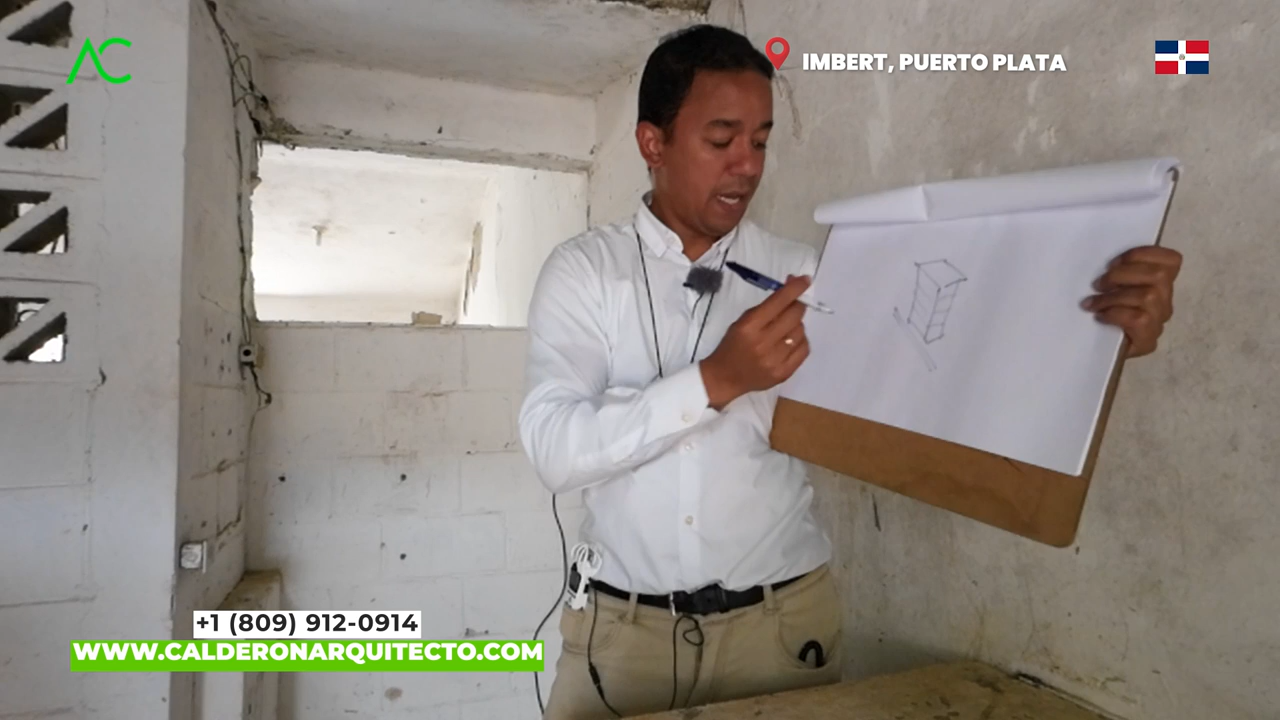 AC
IMBERT, PUERTO PLATA
+1 (809) 912-0914
WWW.CALDERONARQUITECTO.COM